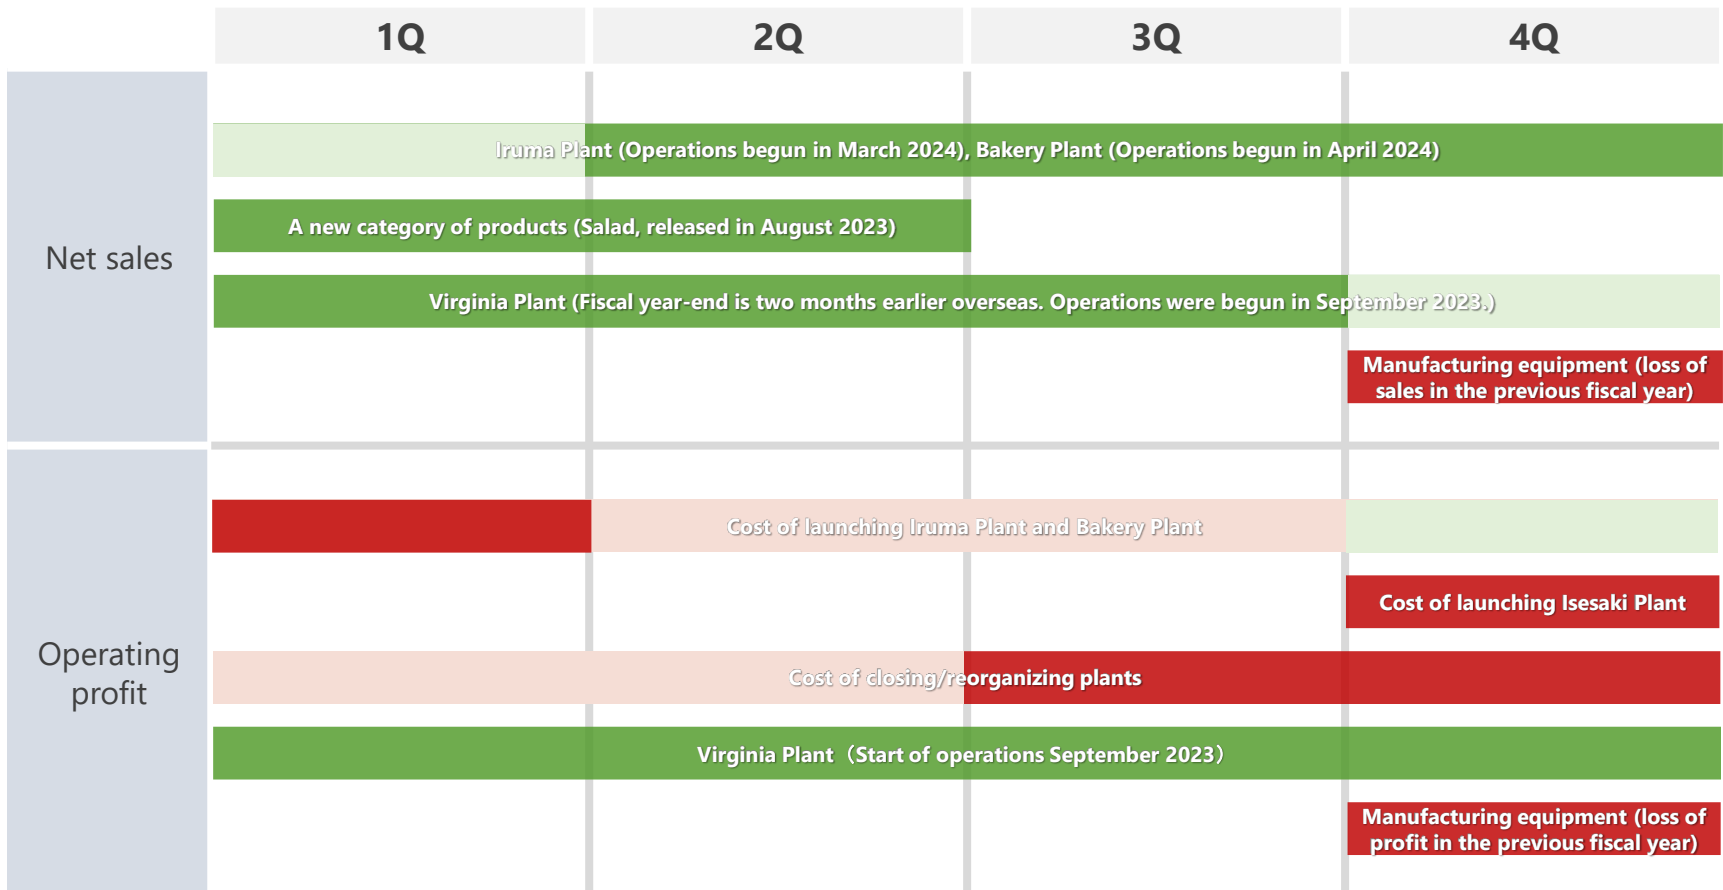 1Q
2Q
3Q
4Q
Net sales
Iruma Plant (Operations begun in March 2024), Bakery Plant (Operations begun in April 2024)
A new category of products (Salad, released in August 2023)
Virginia Plant (Fiscal year-end is two months earlier overseas. Operations were begun in September 2023.)
Manufacturing equipment (loss of
sales in the previous fiscal year)
Operating
profit
Cost of launching Iruma Plant and Bakery Plant
Cost of launching Isesaki Plant
Cost of closing/reorganizing plants
Virginia Plant（Start of operations September 2023）
Manufacturing equipment (loss of
profit in the previous fiscal year)